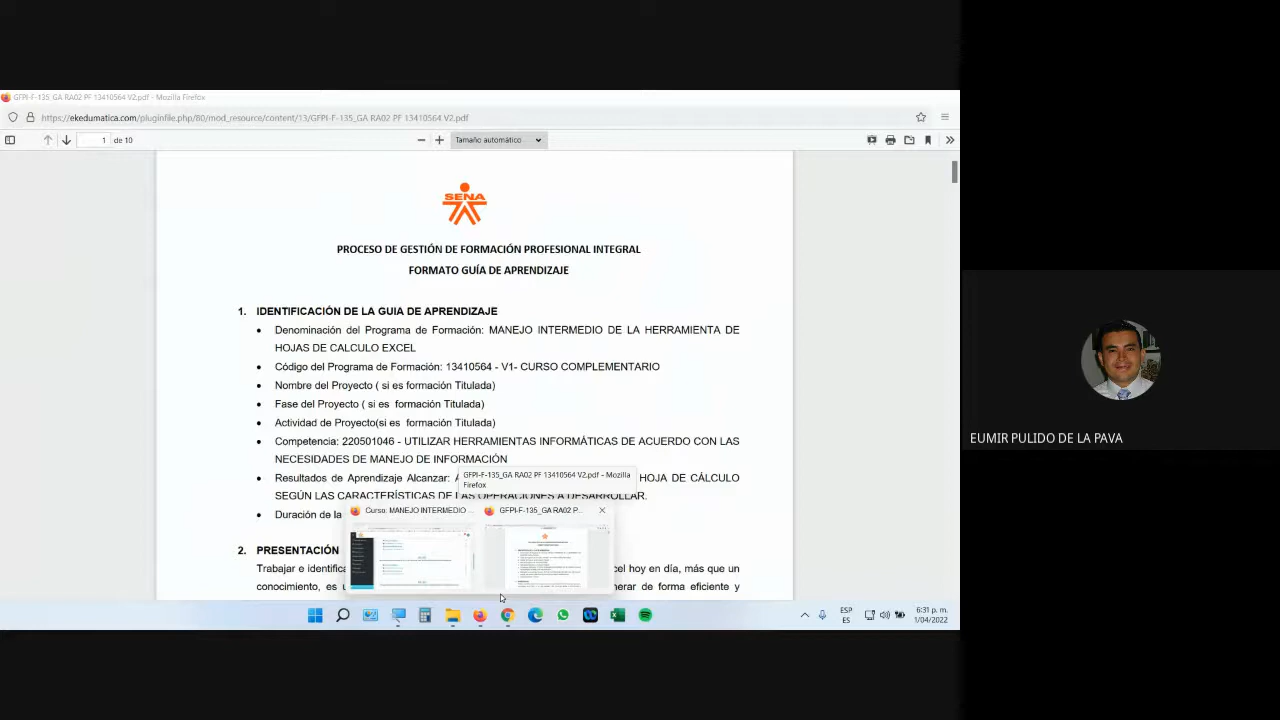 GFPI-F-135_GA RA02 PF 13410564 V2.pdf - Mozilla Firefox
https://ekedumatica.com/pluginfile.php/80/mod_resource/content/13/GFPI-F-135_GA RA02 PF 13410564 V2.pdf
1 de 10
Tamaño automático
SENA
PROCESO DE GESTIÓN DE FORMACIÓN PROFESIONAL INTEGRAL
FORMATO GUÍA DE APRENDIZAJE
1. IDENTIFICACIÓN DE LA GUIA DE APRENDIZAJE
• Denominación del Programa de Formación: MANEJO INTERMEDIO DE LA HERRAMIENTA DE
HOJAS DE CALCULO EXCEL
• Código del Programa de Formación: 13410564 - V1- CURSO COMPLEMENTARIO
• Nombre del Proyecto ( si es formación Titulada)
• Fase del Proyecto ( si es formación Titulada)
• Actividad de Proyecto(si es formación Titulada)
• Competencia: 220501046 - UTILIZAR HERRAMIENTAS INFORMÁTICAS DE ACUERDO CON LAS
NECESIDADES DE MANEJO DE INFORMACIÓN
EUMIR PULIDO DE LA PAVA
GFPI-F-135_GA RA02 PF 13410564 V2.pdf - Mozilla
Firefox
• Resultados de Aprendizaje Alcanzar: HOJA DE CÁLCULO
SEGÚN LAS CARACTERÍSTICAS DE LAS OPERACIONES A DESARROLLAR.
• Duración de la
Curso: MANEJO INTERMEDIO ...
GFPI-F-135_GA RA02 P...
2. PRESENTACIÓN
Trabajar e identifica cel hoy en día, más que un
conocimiento, es u nerar de forma eficiente y
ESP
ES
6:31 p. m.
1/04/2022